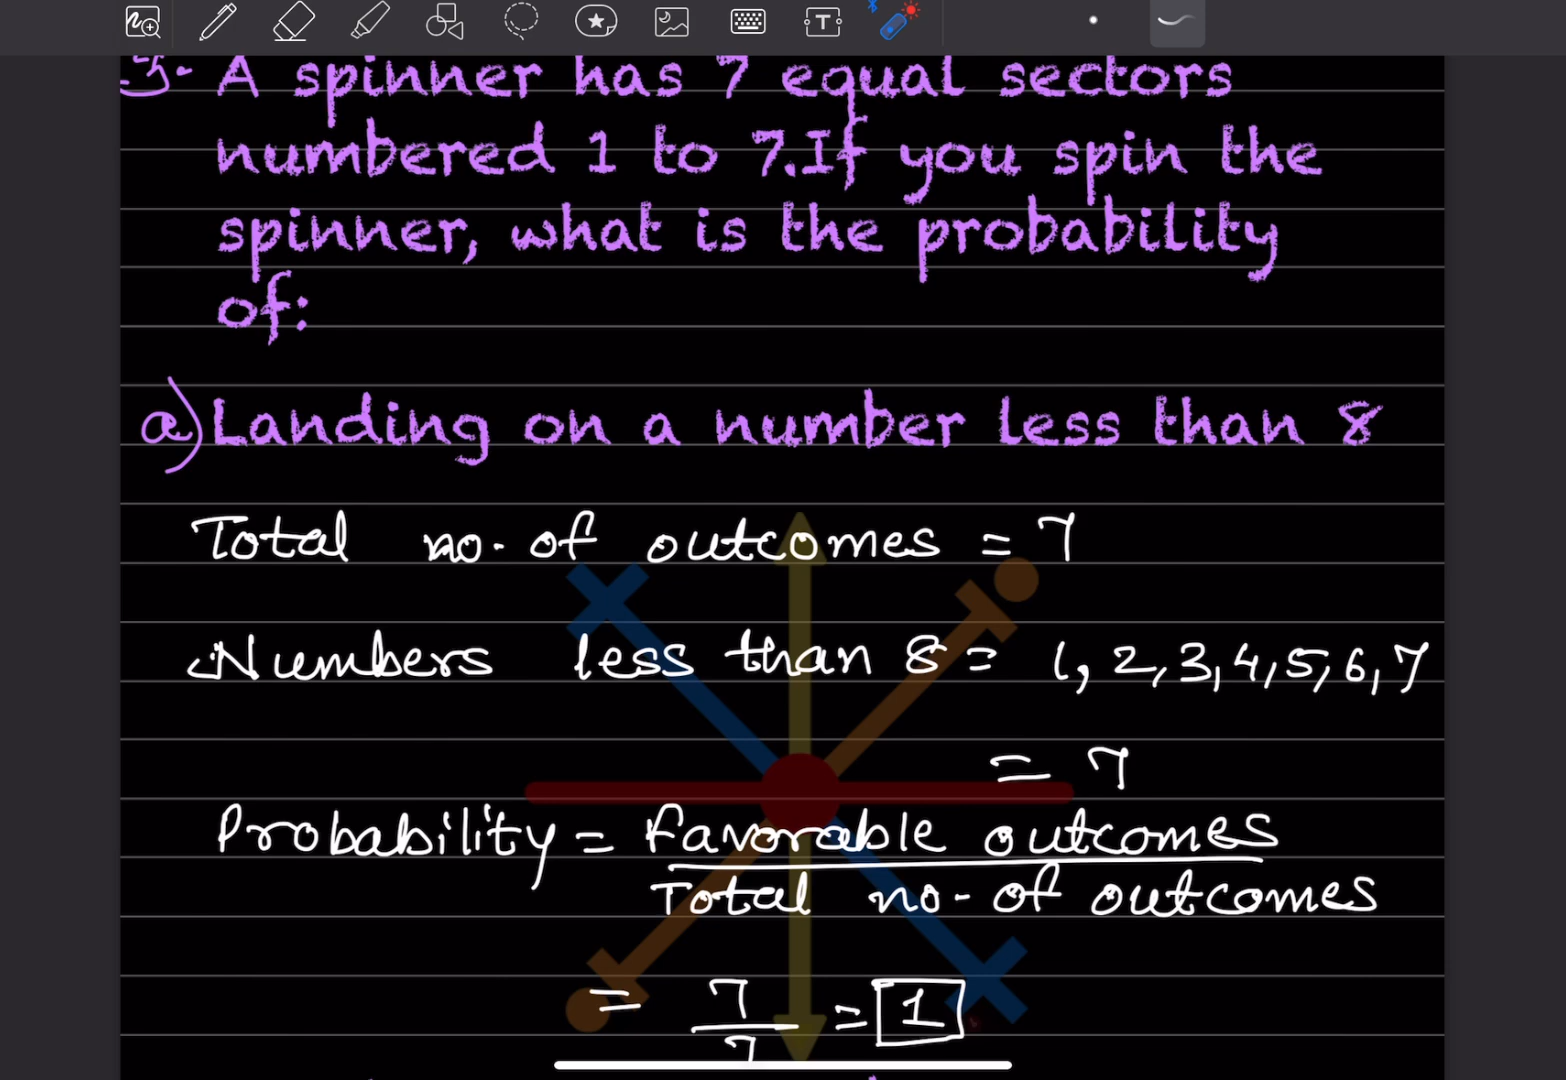 3. A spinner has 7 equal sectors
numbered 1 to 7.If you spin the
spinner, what is the probability
of:
a) Landing on a number less than 8
Total no. of outcomes = 7
Numbers less than 8 = 1, 2, 3, 4, 5, 6, 7
= 7
Probability = favorable outcomes
Total no. of outcomes
= 7/7 = 1